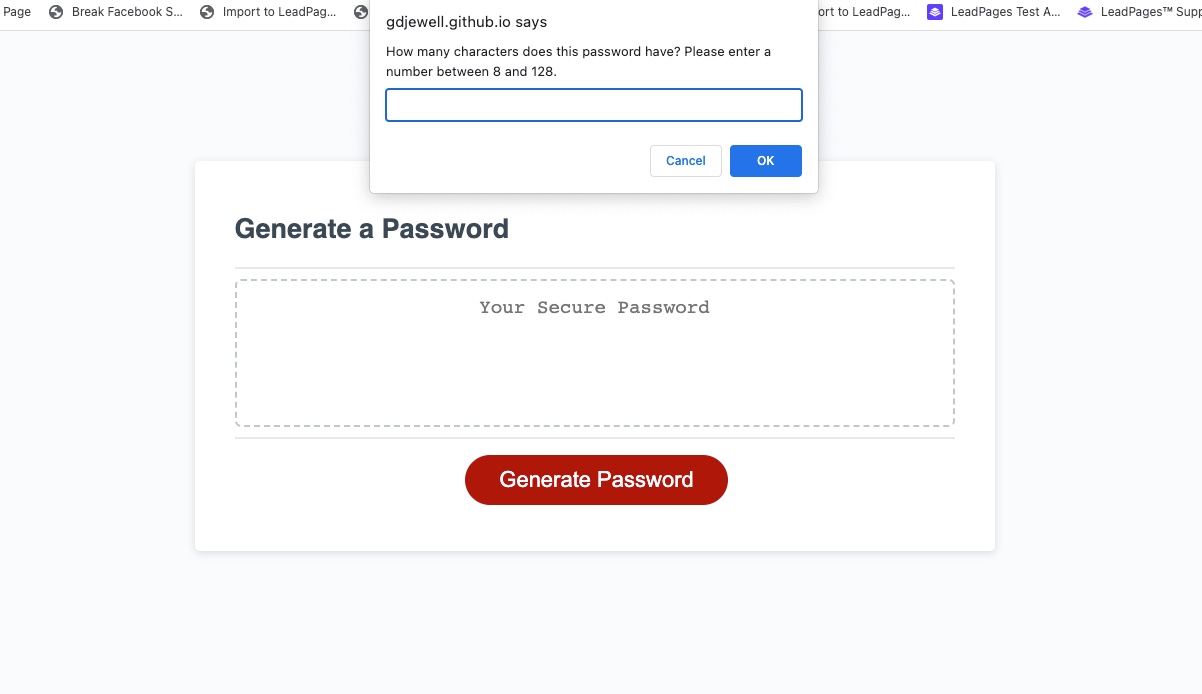 Page Break Facebook S... Import to LeadPag... ort to LeadPag... LeadPages Test A... LeadPages™ Supp
gdjewell.github.io says
How many characters does this password have? Please enter a
number between 8 and 128.
Cancel OK
Generate a Password
Your Secure Password
Generate Password